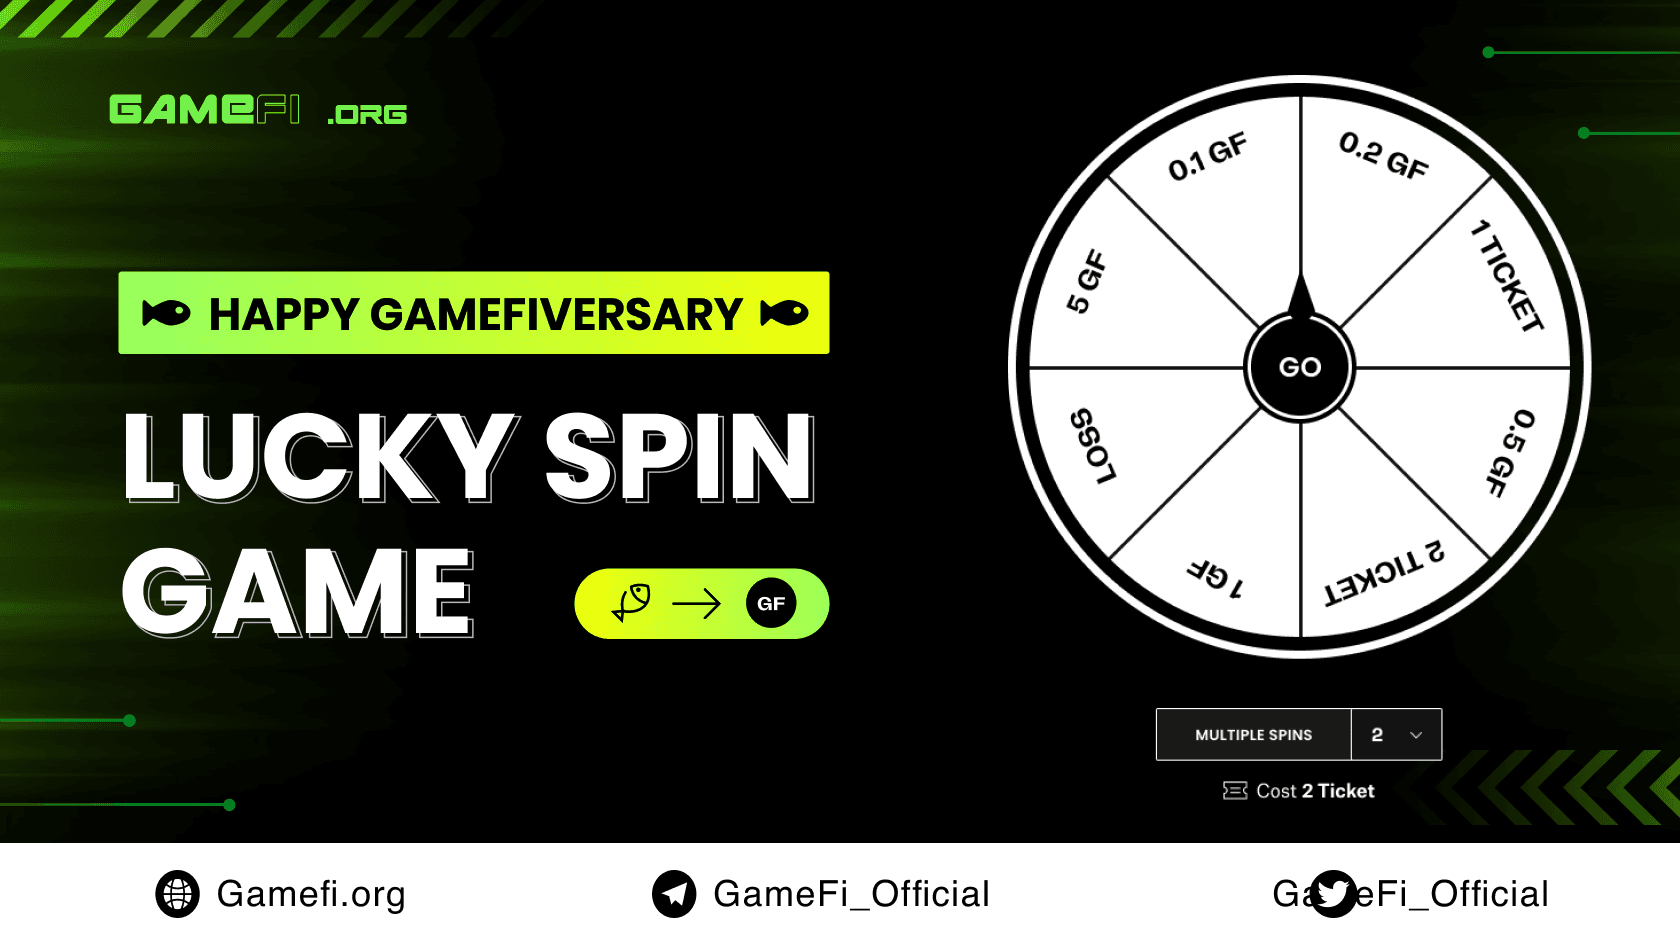 GAMEFI .ORG
HAPPY GAMEFIVERSARY
LUCKY SPIN
GAME
GF
0.1 GF
0.2 GF
1 TICKET
0.5 GF
2 TICKET
1 GF
LOSS
5 GF
GO
MULTIPLE SPINS 2
Cost 2 Ticket
Gamefi.org
GameFi_Official
Ga eFi_Official